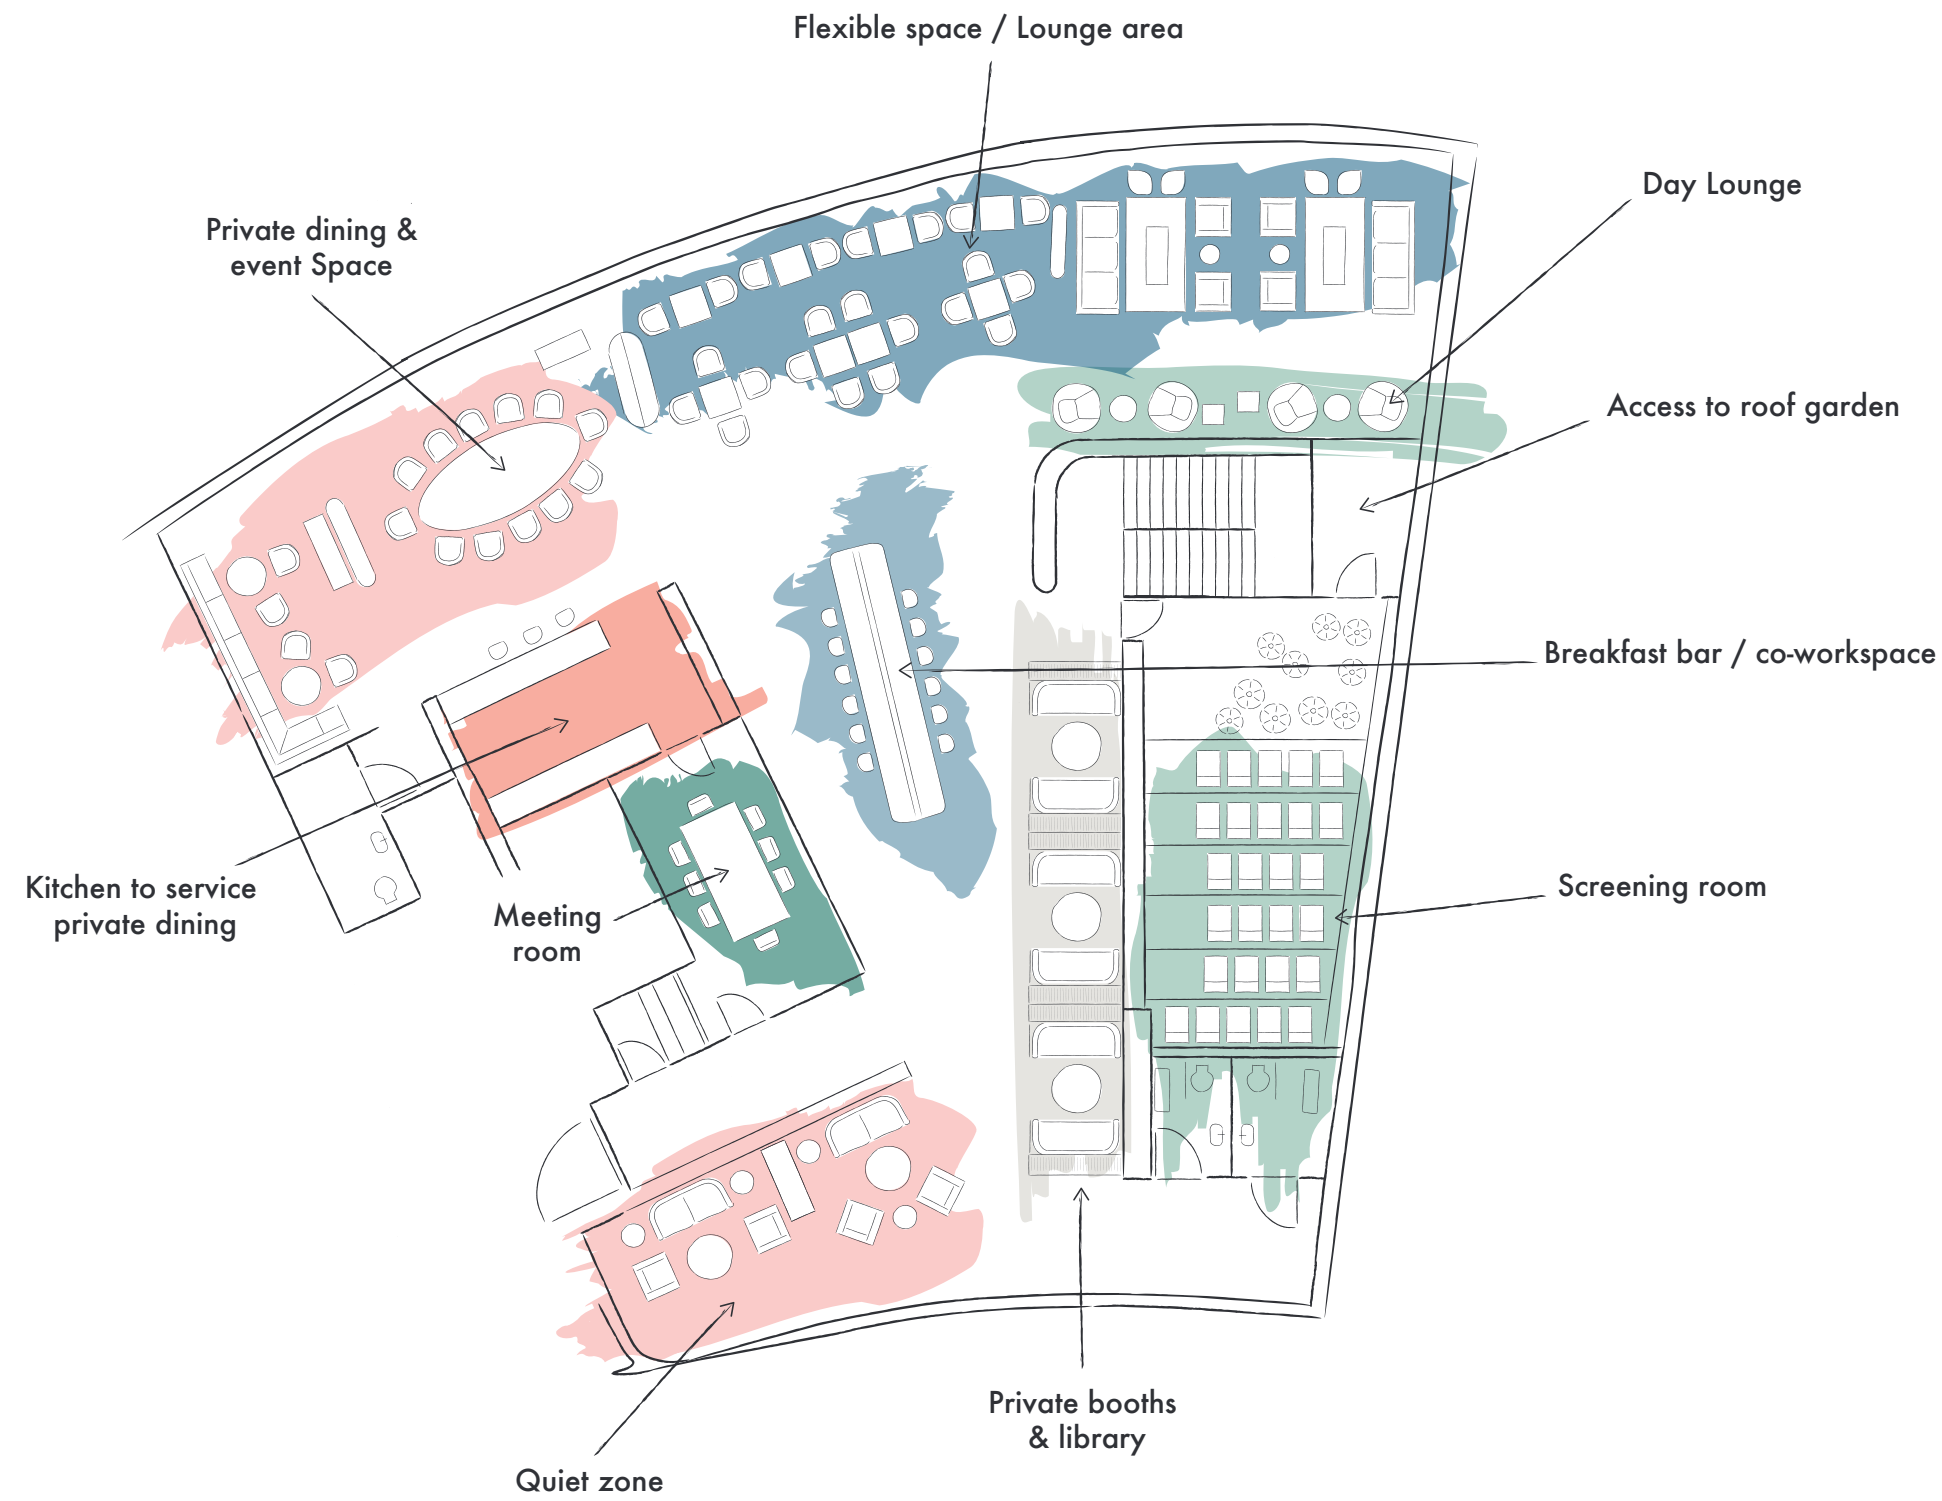 Flexible space / Lounge area
Day Lounge
Private dining &
event Space
Access to roof garden
Breakfast bar / co-workspace
Kitchen to service
private dining
Meeting
room
Screening room
Private booths
& library
Quiet zone